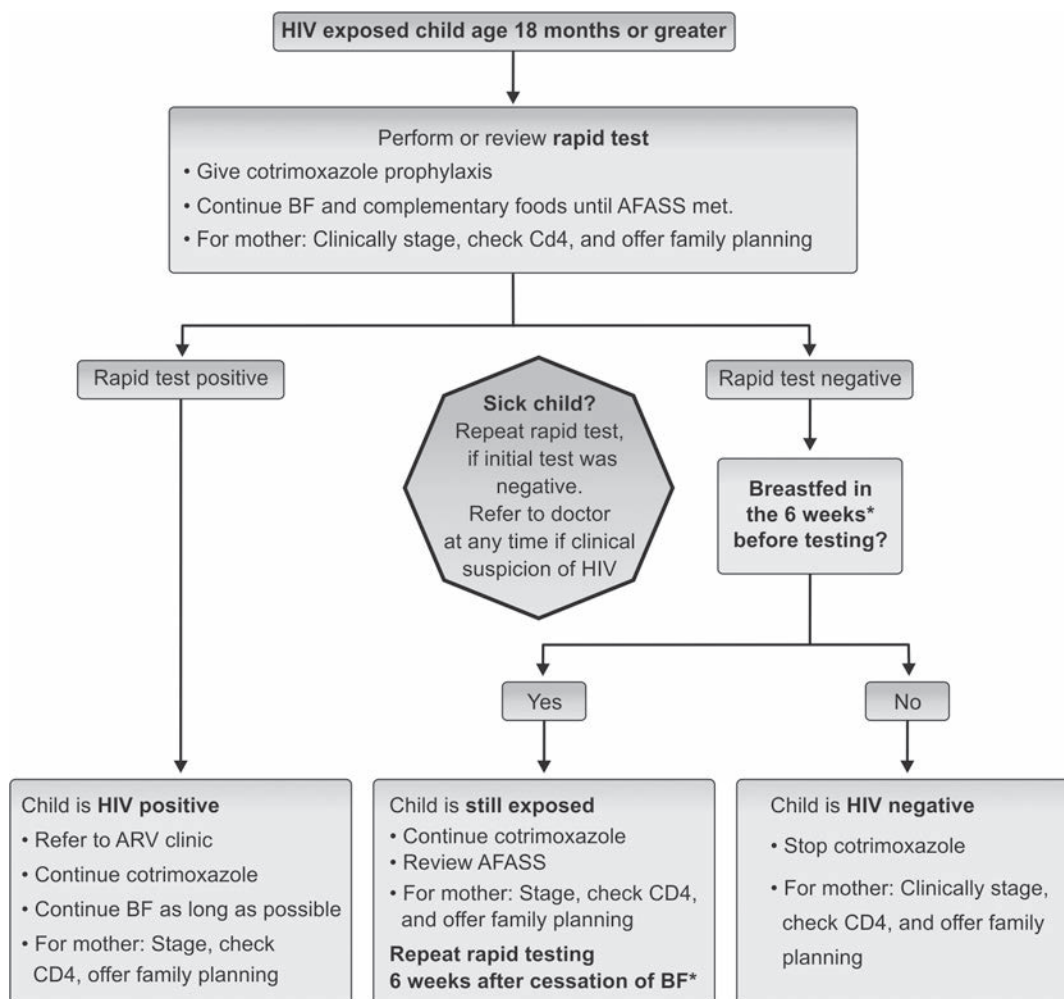 HIV exposed child age 18 months or greater
Perform or review rapid test
• Give cotrimoxazole prophylaxis
• Continue BF and complementary foods until AFASS met.
• For mother: Clinically stage, check Cd4, and offer family planning
Rapid test positive
Sick child?
Repeat rapid test,
if initial test was
negative.
Refer to doctor
at any time if clinical
suspicion of HIV
Rapid test negative
Breastfed in
the 6 weeks*
before testing?
Yes
No
Child is HIV positive
• Refer to ARV clinic
• Continue cotrimoxazole
• Continue BF as long as possible
• For mother: Stage, check
CD4, offer family planning
Child is still exposed
• Continue cotrimoxazole
• Review AFASS
• For mother: Stage, check CD4,
and offer family planning
Repeat rapid testing
6 weeks after cessation of BF*
Child is HIV negative
• Stop cotrimoxazole
• For mother: Clinically stage,
check CD4, and offer family
planning